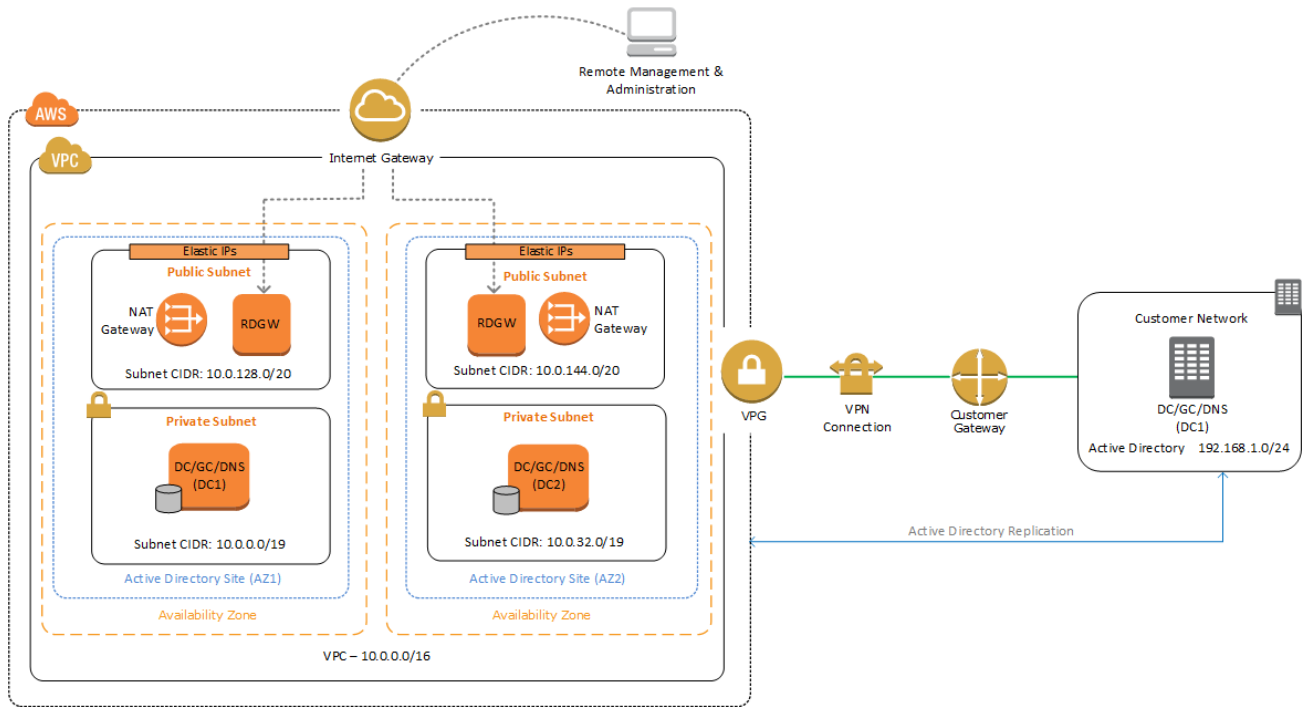 Remote Management &
Administration
AWS
VPC
Internet Gateway
Elastic IPs
Public Subnet
NAT
Gateway
RDGW
Subnet CIDR: 10.0.128.0/20
Private Subnet
DC/GC/DNS
(DC1)
Subnet CIDR: 10.0.0.0/19
Active Directory Site (AZ1)
Availability Zone
Elastic IPs
Public Subnet
RDGW
NAT
Gateway
Subnet CIDR: 10.0.144.0/20
Private Subnet
DC/GC/DNS
(DC2)
Subnet CIDR: 10.0.32.0/19
Active Directory Site (AZ2)
Availability Zone
VPC – 10.0.0.0/16
VPG
VPN
Connection
Customer
Gateway
Customer Network
DC/GC/DNS
(DC1)
Active Directory 192.168.1.0/24
Active Directory Replication